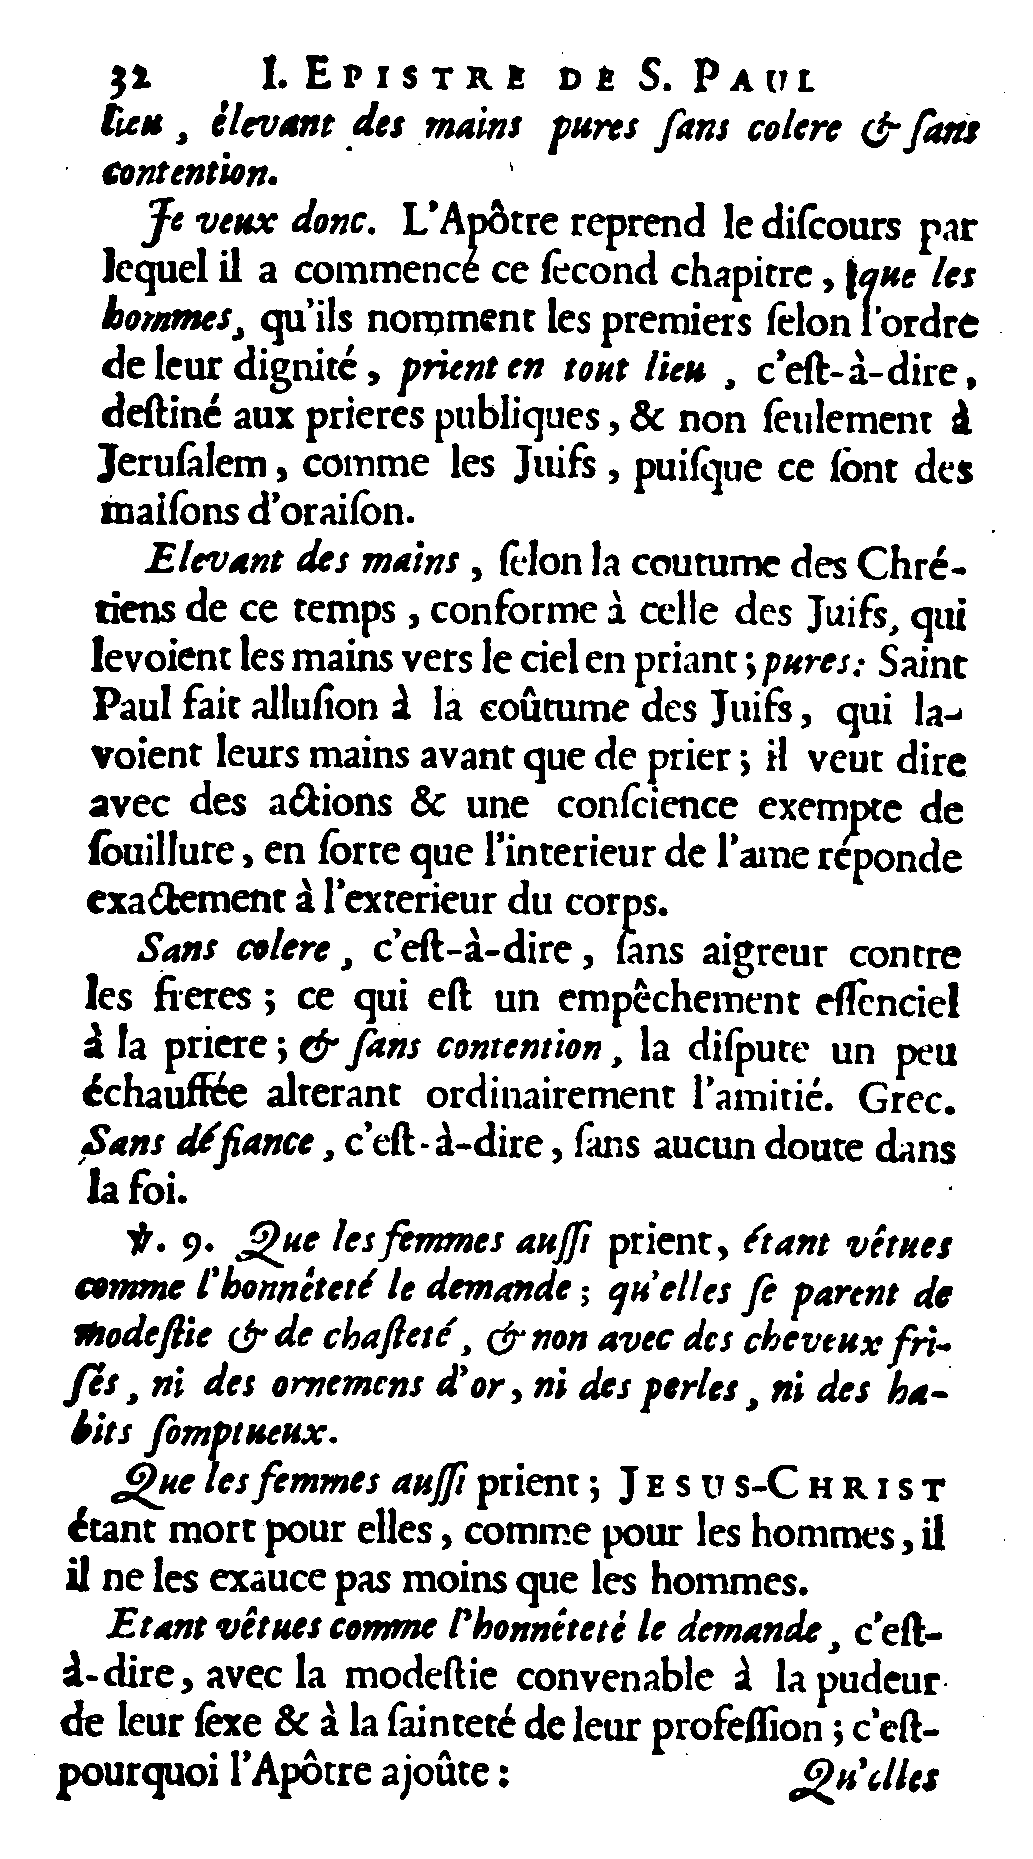 32 I. EPISTRE DE S. PAUL
lieu, élevant des mains pures ſans colere & ſans
contention.
Je veux donc. L'Apôtre reprend le diſcours par
lequel il a commencé ce ſecond chapitre, que les
hommes, qu'ils nomment les premiers ſelon l'ordre
de leur dignité, prient en tout lieu, c'eſt-à-dire,
deſtiné aux prieres publiques, & non ſeulement à
Jeruſalem, comme les Juifs, puiſque ce ſont des
maiſons d'oraiſon.
Elevant des mains, ſelon la coutume des Chré-
tiens de ce temps, conforme à celle des Juifs, qui
levoient les mains vers le ciel en priant; pures: Saint
Paul fait alluſion à la coûtume des Juifs, qui la-
voient leurs mains avant que de prier; il veut dire
avec des actions & une conſcience exempte de
ſouillure, en ſorte que l'interieur de l'ame réponde
exactement à l'exterieur du corps.
Sans colere, c'eſt-à-dire, ſans aigreur contre
les freres; ce qui eſt un empêchement eſſenciel
à la priere; & ſans contention, la diſpute un peu
échauffée alterant ordinairement l'amitié. Grec.
Sans défiance, c'eſt-à-dire, ſans aucun doute dans
la foi.
℣. 9. Que les femmes auſſi prient, étant vêtues
comme l'honnêteté le demande; qu'elles ſe parent de
modeſtie & de chaſteté, & non avec des cheveux fri-
ſés, ni des ornemens d'or, ni des perles, ni des ha-
bits ſomptueux.
Que les femmes auſſi prient; JESUS-CHRIST
étant mort pour elles, comme pour les hommes, il
il ne les exauce pas moins que les hommes.
Etant vêtues comme l'honnêteté le demande, c'eſt-
à-dire, avec la modeſtie convenable à la pudeur
de leur ſexe & à la ſainteté de leur profeſſion; c'eſt-
pourquoi l'Apôtre ajoûte: Qu'elles